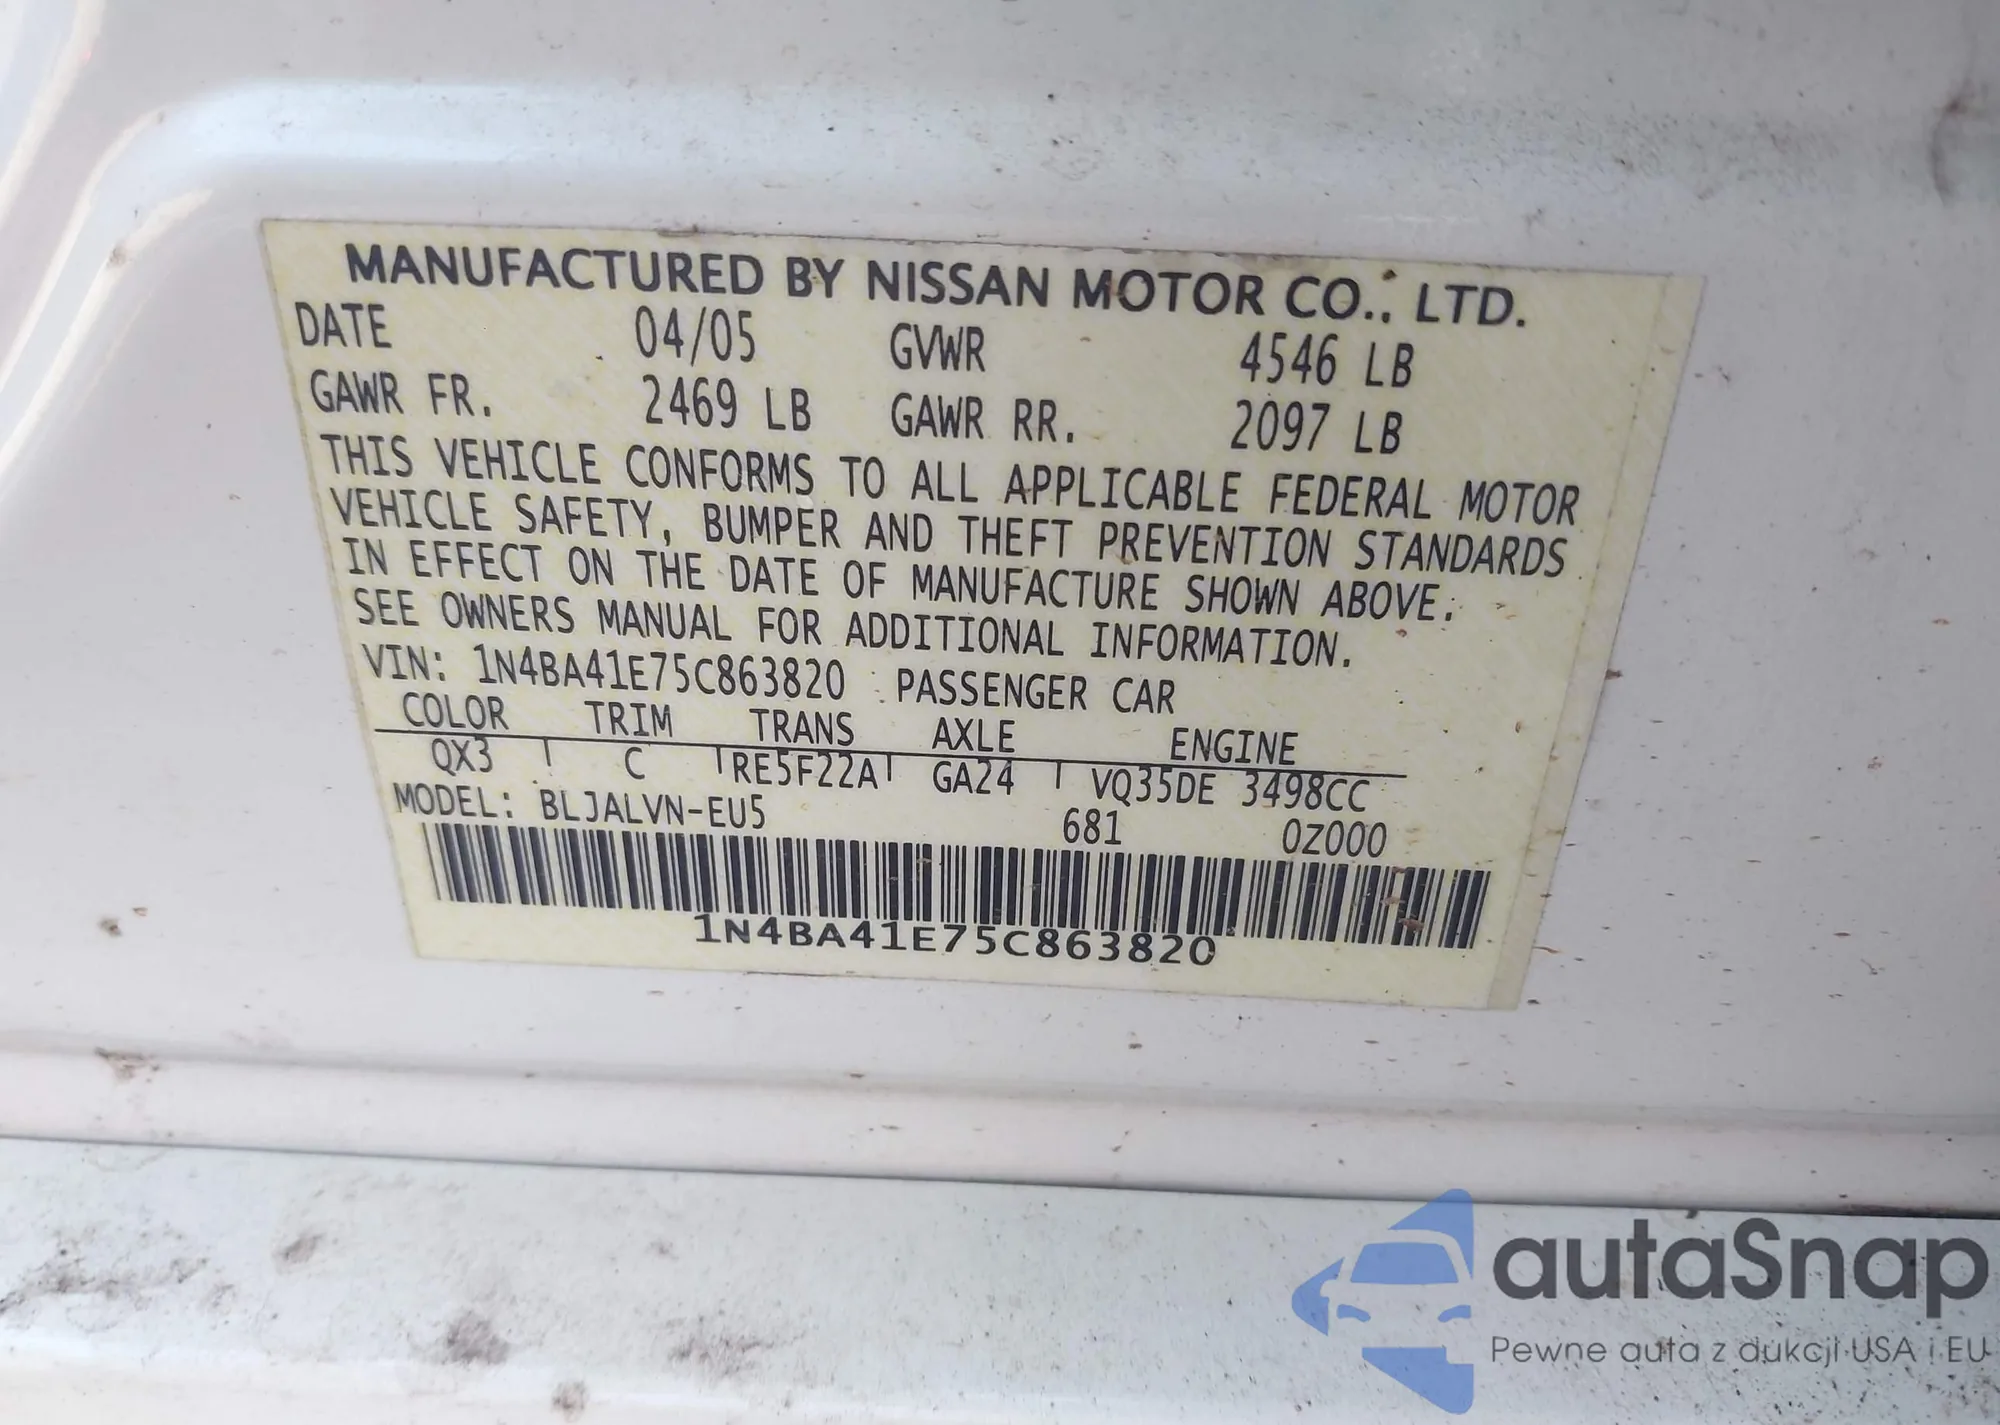 MANUFACTURED BY NISSAN MOTOR CO., LTD.
DATE 04/05 GVWR 4546 LB
GAWR FR. 2469 LB GAWR RR. 2097 LB
THIS VEHICLE CONFORMS TO ALL APPLICABLE FEDERAL MOTOR
VEHICLE SAFETY, BUMPER AND THEFT PREVENTION STANDARDS
IN EFFECT ON THE DATE OF MANUFACTURE SHOWN ABOVE.
SEE OWNERS MANUAL FOR ADDITIONAL INFORMATION.
VIN: 1N4BA41E75C863820 PASSENGER CAR
COLOR TRIM TRANS AXLE ENGINE
QX3 C RE5F22A GA24 VQ35DE 3498CC
MODEL: BLJALVN-EU5 681 0Z000
1N4BA41E75C863820
autaSnap
Pewne auta z dukcji USA i EU